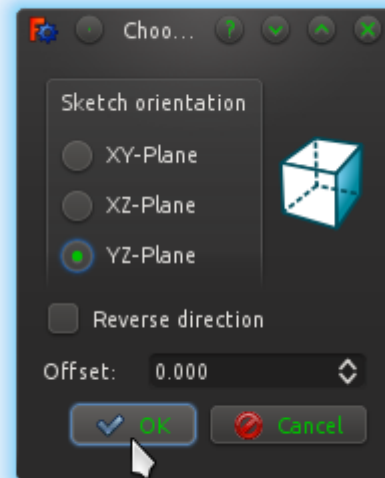 Choo...
Sketch orientation
XY-Plane
XZ-Plane
YZ-Plane
Reverse direction
Offset: 0.000
OK Cancel